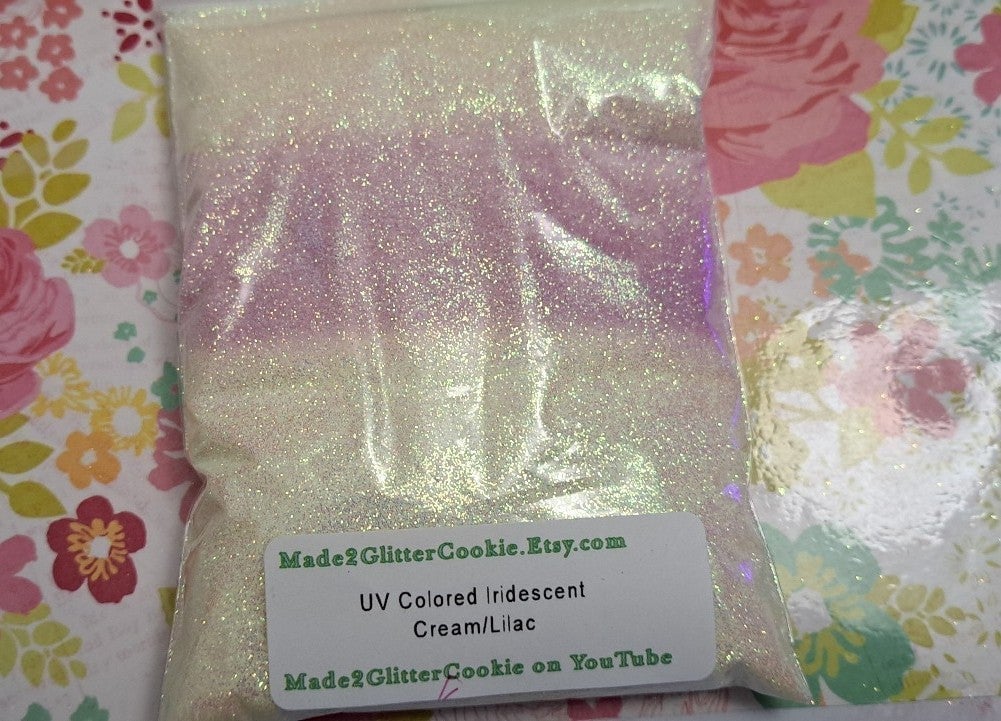 Made2GlitterCookie.Etsy.com
UV Colored Iridescent
Cream/Lilac
Made2GlitterCookie on YouTube